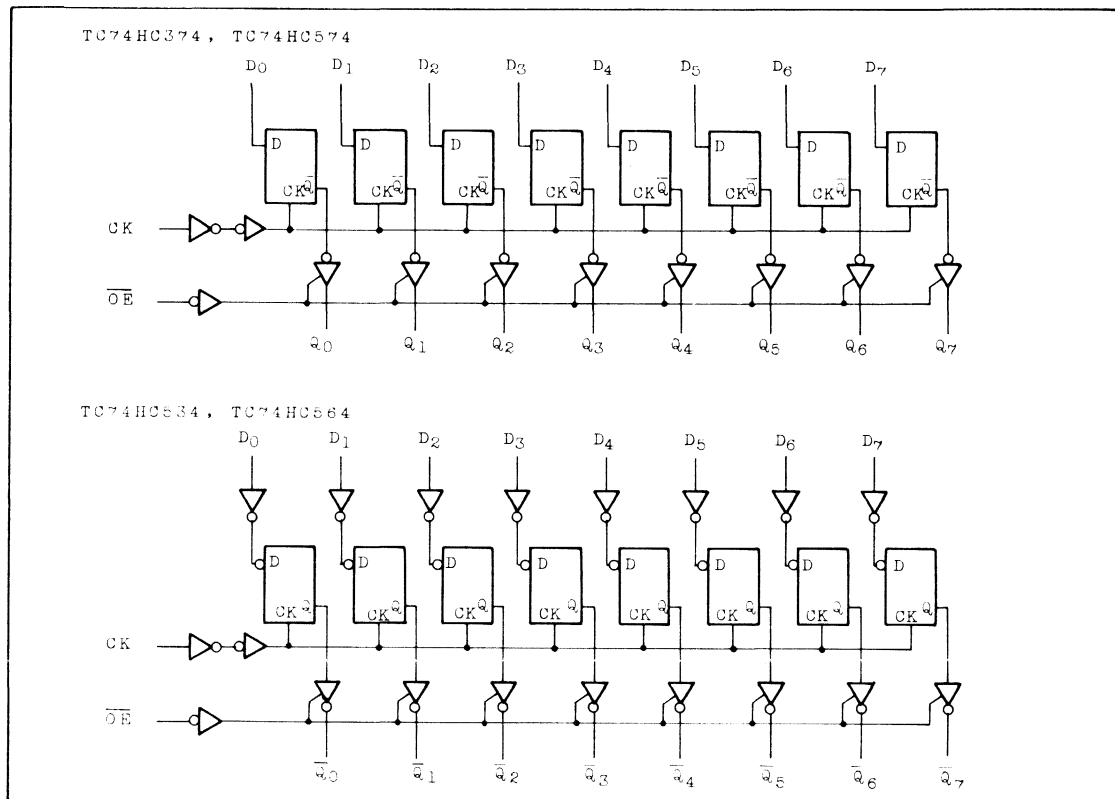 TC74HC374, TC74HC574
D0 D1 D2 D3 D4 D5 D6 D7
D D D D D D D D
CK Q̅ CK Q̅ CK Q̅ CK Q̅ CK Q̅ CK Q̅ CK Q̅ CK Q̅
CK
O̅E̅
Q0 Q1 Q2 Q3 Q4 Q5 Q6 Q7
TC74HC534, TC74HC564
D0 D1 D2 D3 D4 D5 D6 D7
D D D D D D D D
CK Q CK Q CK Q CK Q CK Q CK Q CK Q CK Q
CK
O̅E̅
Q̅0 Q̅1 Q̅2 Q̅3 Q̅4 Q̅5 Q̅6 Q̅7